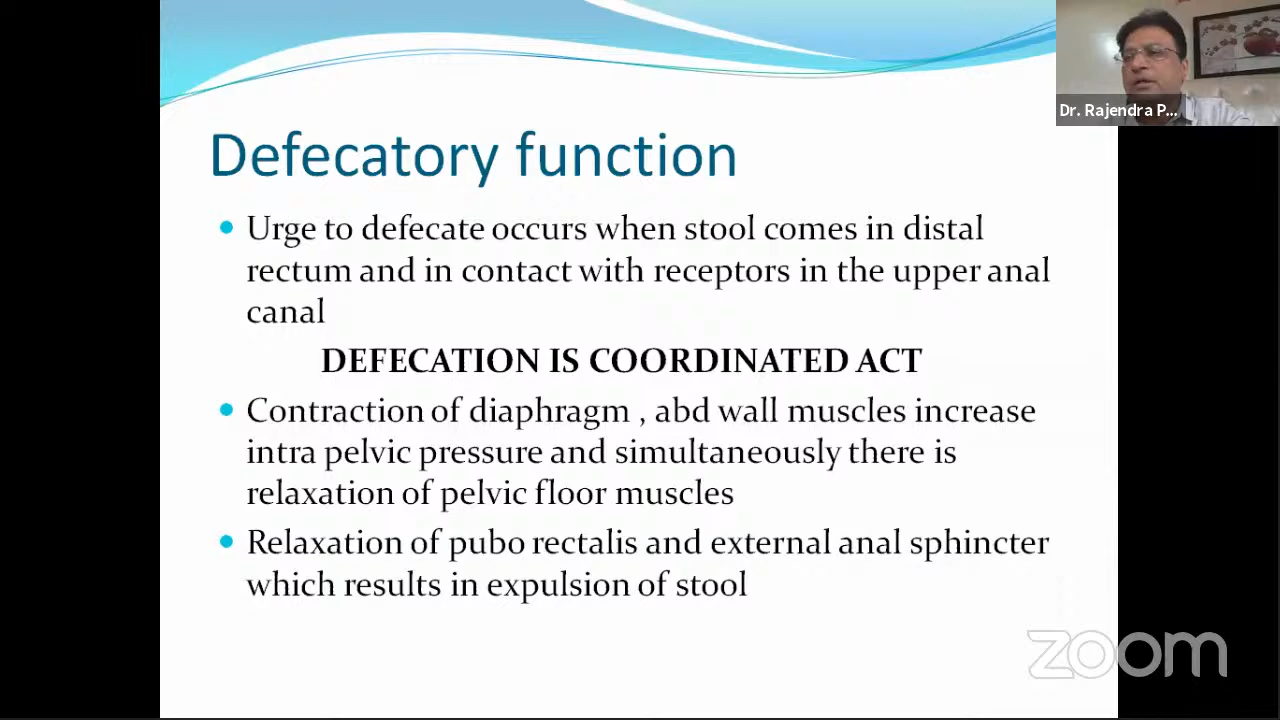 Dr. Rajendra P...
Defecatory function
Urge to defecate occurs when stool comes in distal
rectum and in contact with receptors in the upper anal
canal
DEFECATION IS COORDINATED ACT
Contraction of diaphragm , abd wall muscles increase
intra pelvic pressure and simultaneously there is
relaxation of pelvic floor muscles
Relaxation of pubo rectalis and external anal sphincter
which results in expulsion of stool
zoom